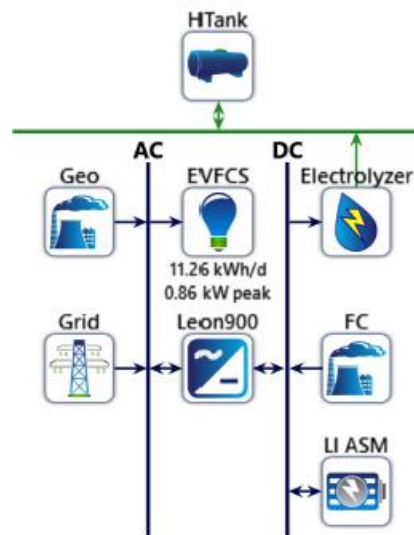 HTank
AC
DC
Geo
EVFCS
Electrolyzer
11.26 kWh/d
0.86 kW peak
Grid
Leon900
FC
LI ASM